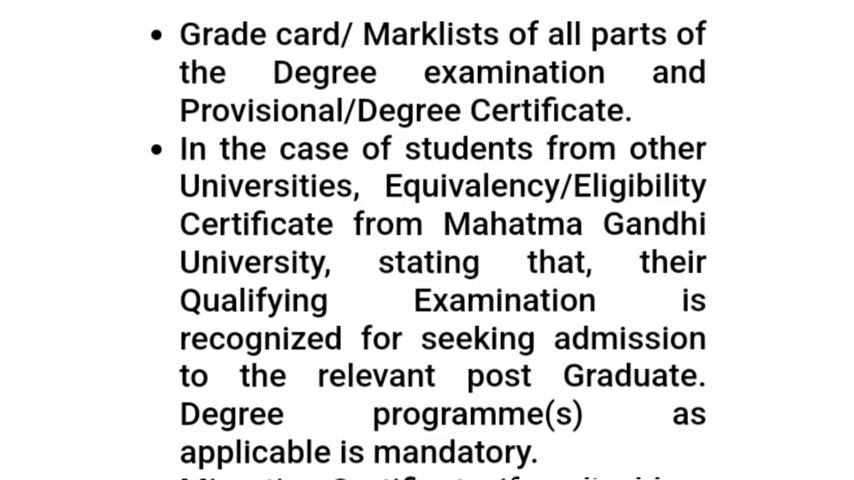 • Grade card/ Marklists of all parts of
the Degree examination and
Provisional/Degree Certificate.
• In the case of students from other
Universities, Equivalency/Eligibility
Certificate from Mahatma Gandhi
University, stating that, their
Qualifying Examination is
recognized for seeking admission
to the relevant post Graduate.
Degree programme(s) as
applicable is mandatory.